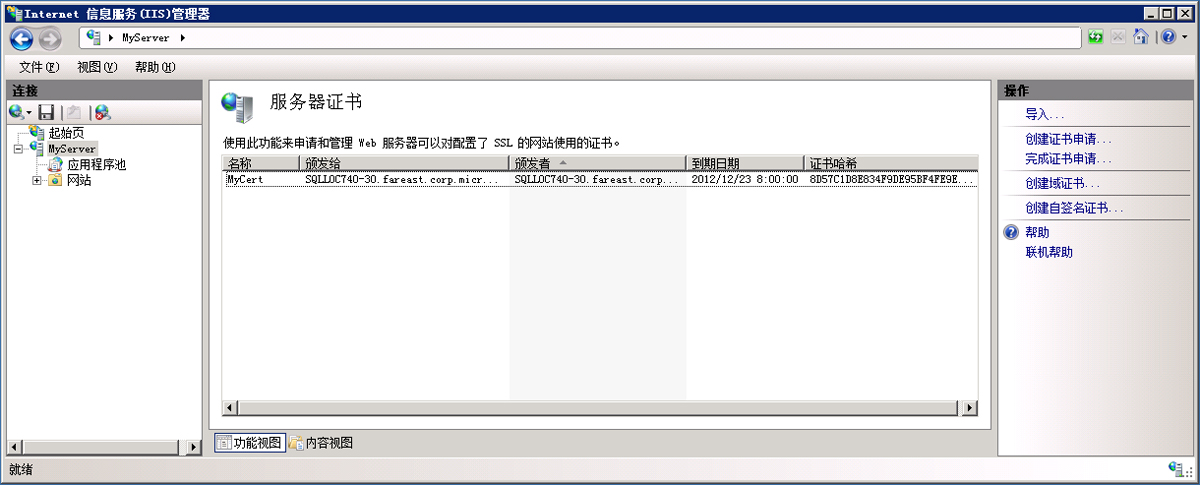 Internet 信息服务(IIS)管理器
MyServer
文件(F) 视图(V) 帮助(H)
连接
起始页
MyServer
应用程序池
网站
服务器证书
使用此功能来申请和管理 Web 服务器可以对配置了 SSL 的网站使用的证书。
名称 颁发给 颁发者 到期日期 证书哈希
MyCert SQLLOC740-30.fareast.corp.micr... SQLLOC740-30.fareast.corp... 2012/12/23 8:00:00 8D57C1D8E834F9DE95BF4FE9E...
功能视图 内容视图
操作
导入...
创建证书申请...
完成证书申请...
创建域证书...
创建自签名证书...
帮助
联机帮助
就绪